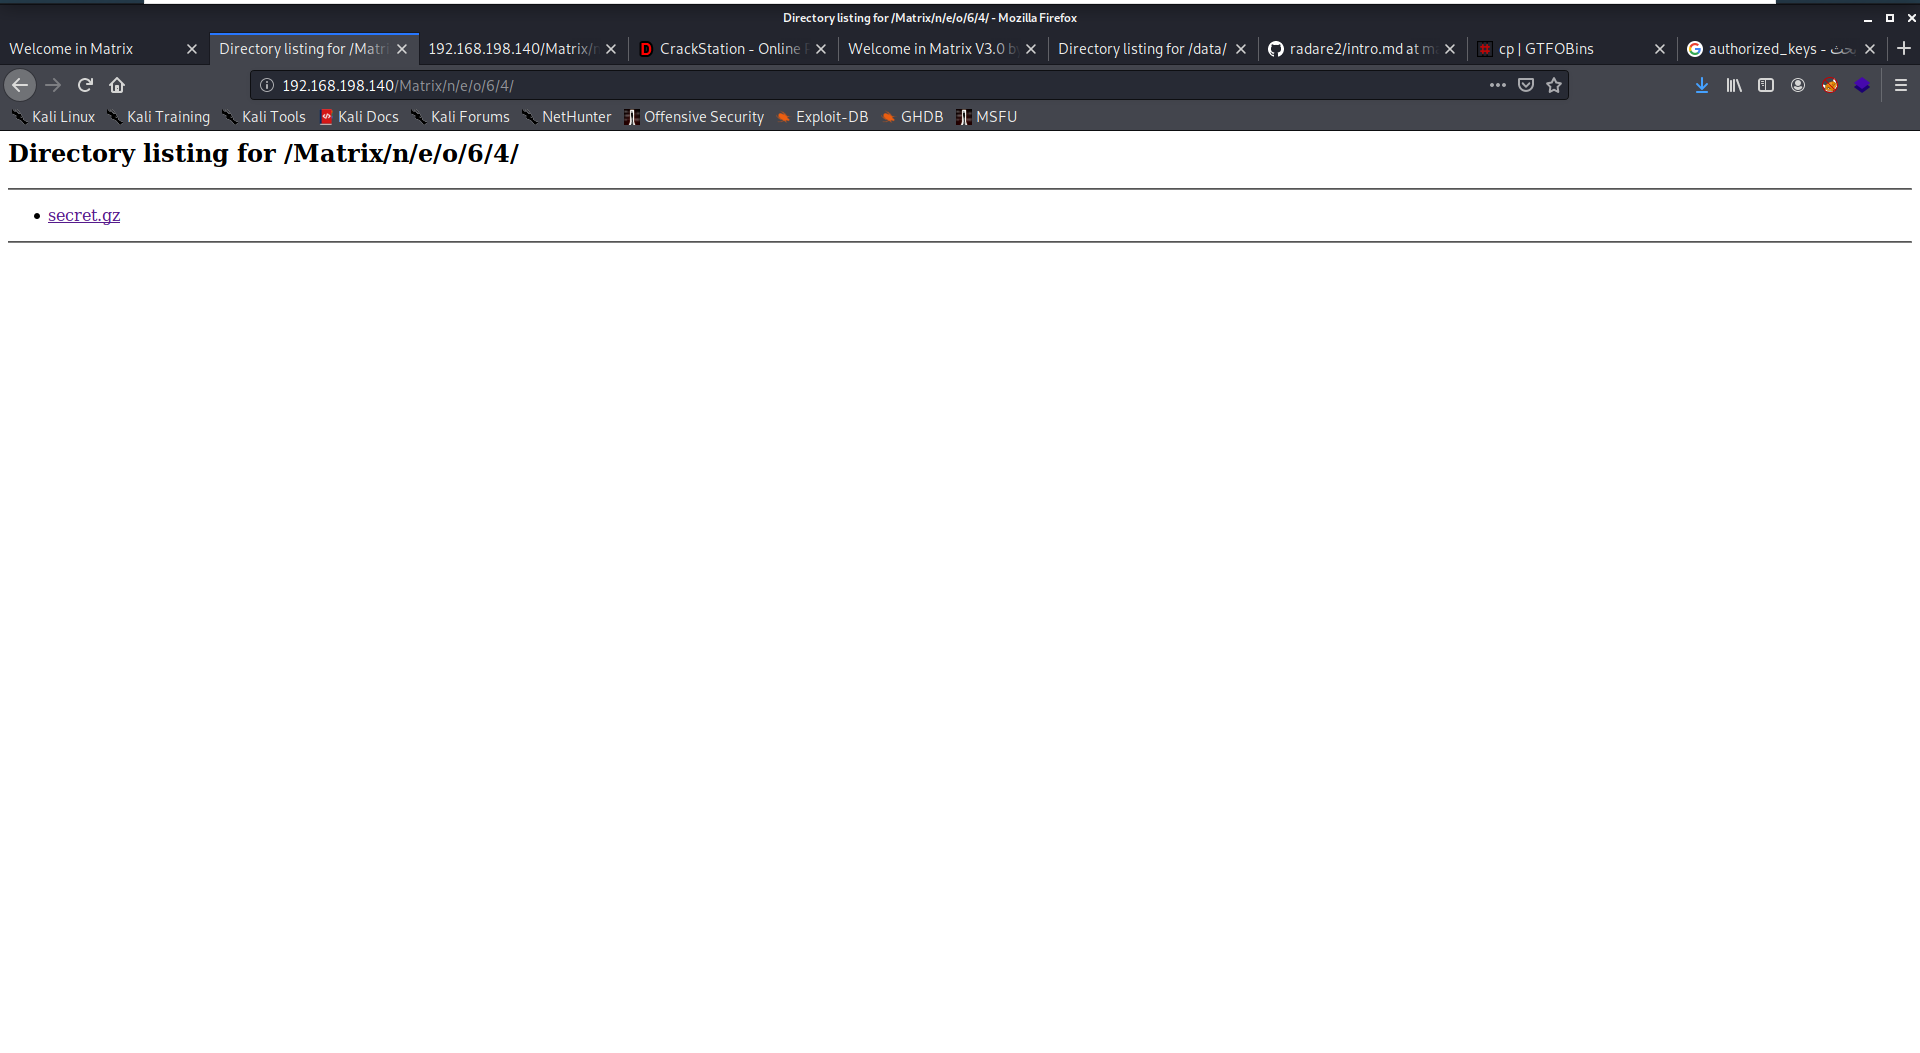 Directory listing for /Matrix/n/e/o/6/4/ - Mozilla Firefox
Welcome in Matrix
Directory listing for /Matri
192.168.198.140/Matrix/n
CrackStation - Online
Welcome in Matrix V3.0 b
Directory listing for /data/
radare2/intro.md at m
cp | GTFOBins
authorized_keys - بحث
192.168.198.140/Matrix/n/e/o/6/4/
Kali Linux
Kali Training
Kali Tools
Kali Docs
Kali Forums
NetHunter
Offensive Security
Exploit-DB
GHDB
MSFU
Directory listing for /Matrix/n/e/o/6/4/
secret.gz